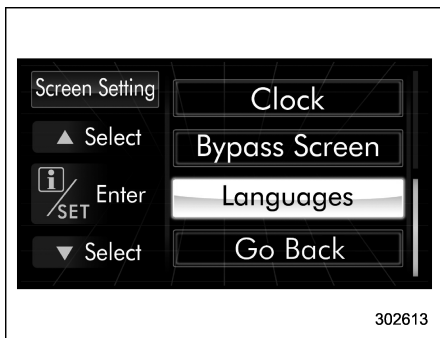 Screen Setting
▲ Select
i/SET Enter
▼ Select
Clock
Bypass Screen
Languages
Go Back
302613